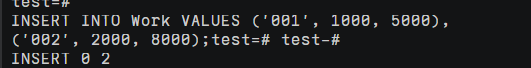 test=#
INSERT INTO Work VALUES ('001', 1000, 5000),
('002', 2000, 8000);test=# test-#
INSERT 0 2